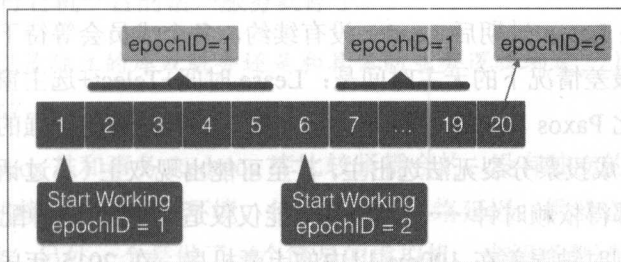 epochID=1 epochID=1 epochID=2
1 2 3 4 5 6 7 ... 19 20
Start Working
epochID = 1
Start Working
epochID = 2